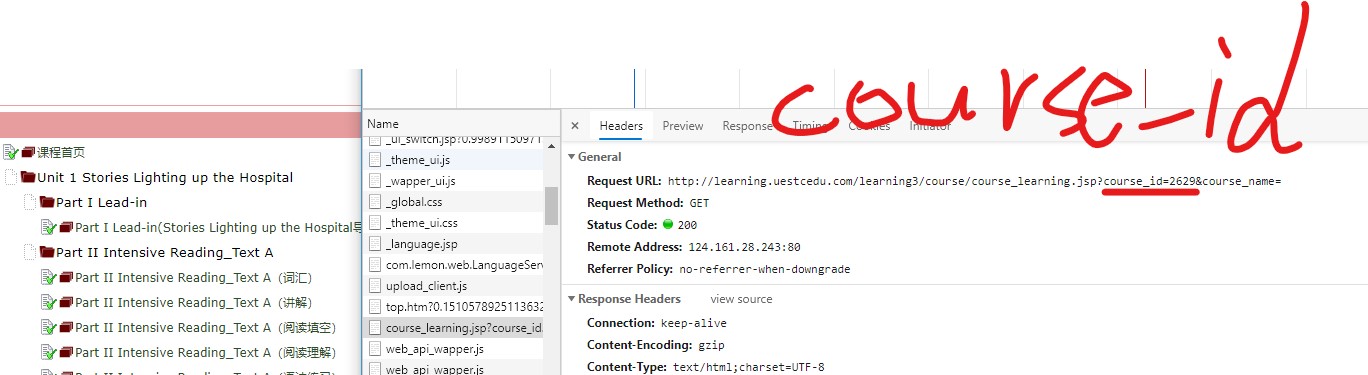 course-id
课程首页
Unit 1 Stories Lighting up the Hospital
Part I Lead-in
Part I Lead-in(Stories Lighting up the Hospital导
Part II Intensive Reading_Text A
Part II Intensive Reading_Text A (词汇)
Part II Intensive Reading_Text A (讲解)
Part II Intensive Reading_Text A (阅读填空)
Part II Intensive Reading_Text A (阅读理解)
Name
_ui_switch.jsp?0.99891150971
_theme_ui.js
_wapper_ui.js
_global.css
_theme_ui.css
_language.jsp
com.lemon.web.LanguageServ
upload_client.js
top.htm?0.1510578925113632
course_learning.jsp?course_id.
web_api_wapper.js
web_api_wapper.js
× Headers Preview Response Timing Cookies Initiator
General
Request URL: http://learning.uestcedu.com/learning3/course/course_learning.jsp?course_id=2629&course_name=
Request Method: GET
Status Code: 200
Remote Address: 124.161.28.243:80
Referrer Policy: no-referrer-when-downgrade
Response Headers view source
Connection: keep-alive
Content-Encoding: gzip
Content-Type: text/html;charset=UTF-8